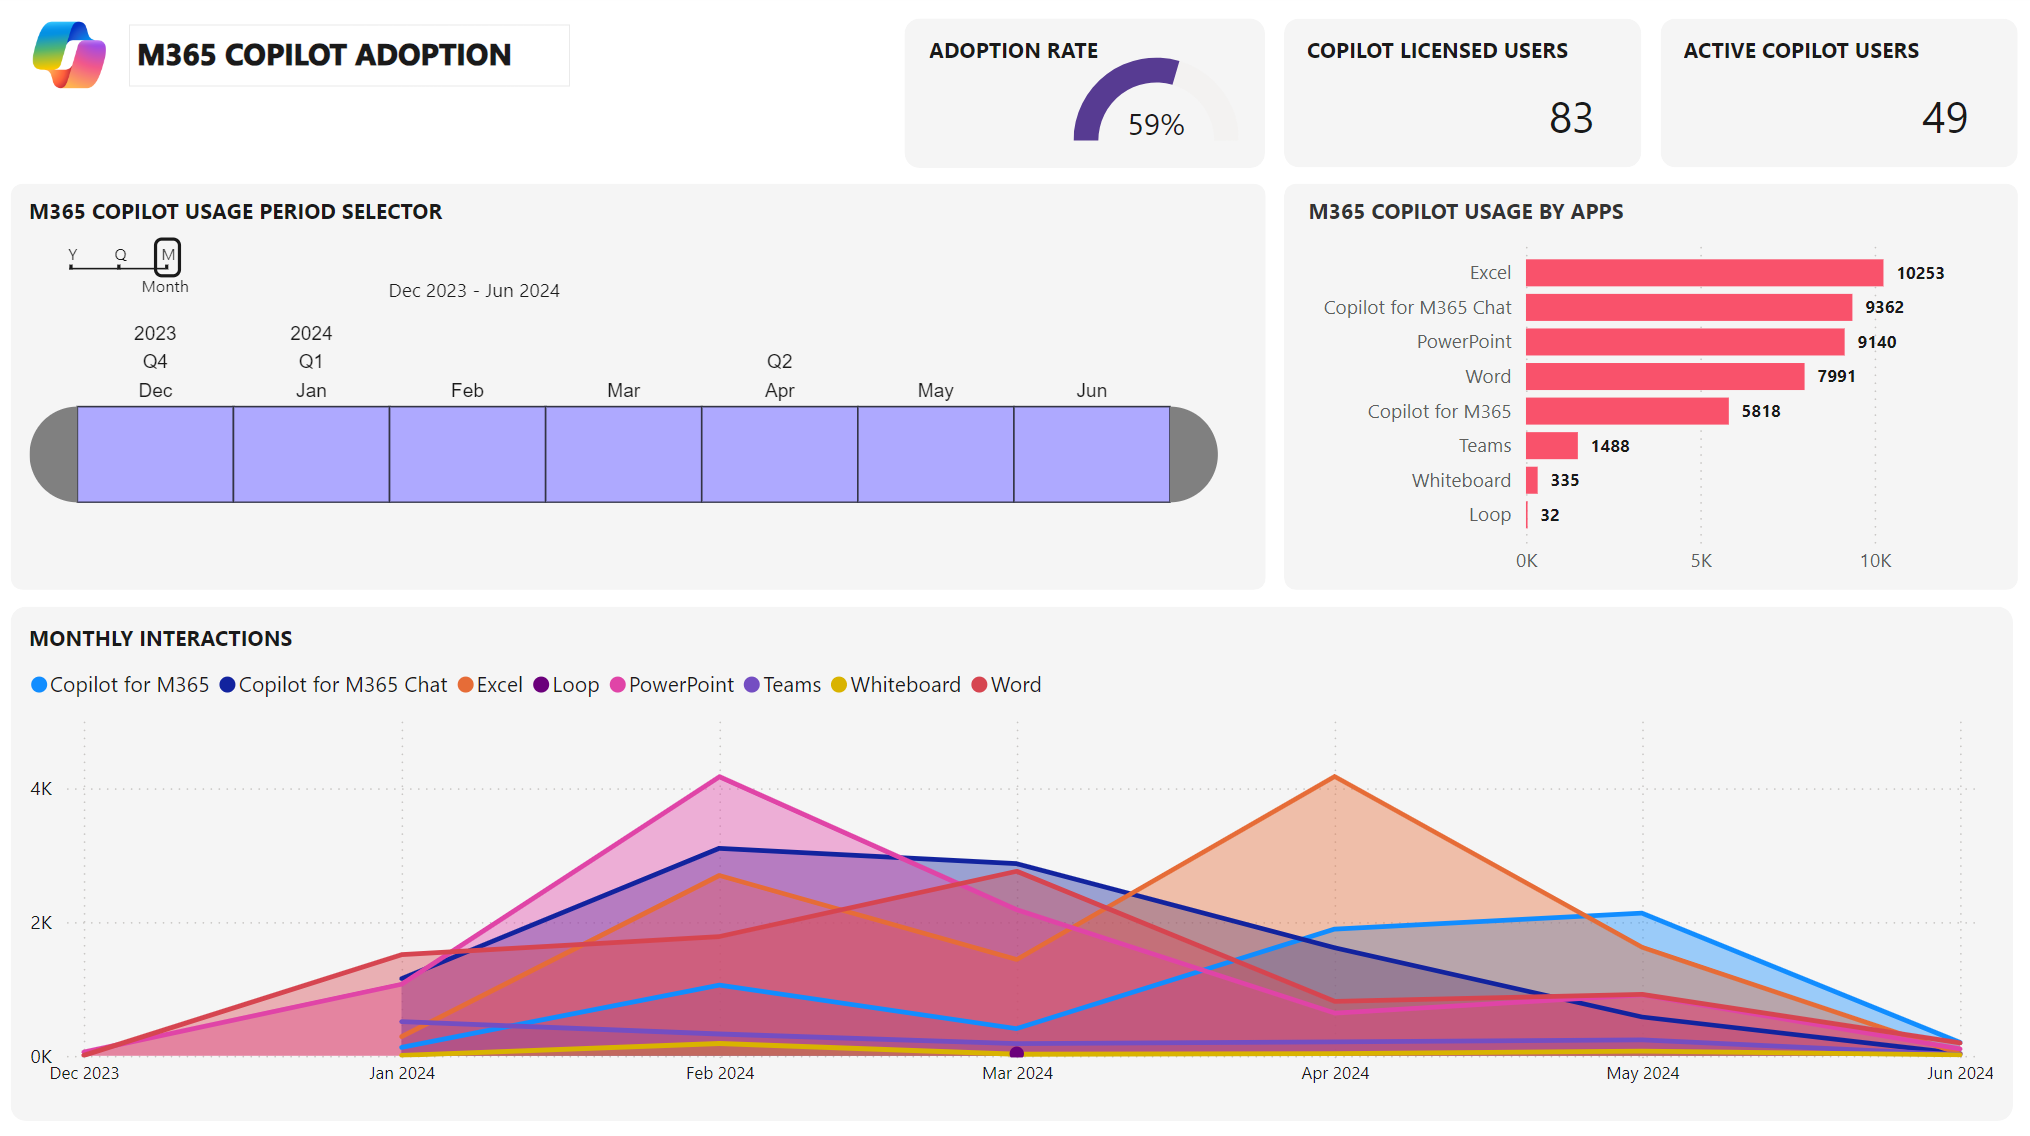 M365 COPILOT ADOPTION
ADOPTION RATE
59%
COPILOT LICENSED USERS
83
ACTIVE COPILOT USERS
49
M365 COPILOT USAGE PERIOD SELECTOR
Y Q M
Month
Dec 2023 - Jun 2024
2023 2024
Q4 Q1 Q2
Dec Jan Feb Mar Apr May Jun
M365 COPILOT USAGE BY APPS
Excel 10253
Copilot for M365 Chat 9362
PowerPoint 9140
Word 7991
Copilot for M365 5818
Teams 1488
Whiteboard 335
Loop 32
0K 5K 10K
MONTHLY INTERACTIONS
Copilot for M365 Copilot for M365 Chat Excel Loop PowerPoint Teams Whiteboard Word
4K
2K
0K
Dec 2023 Jan 2024 Feb 2024 Mar 2024 Apr 2024 May 2024 Jun 2024